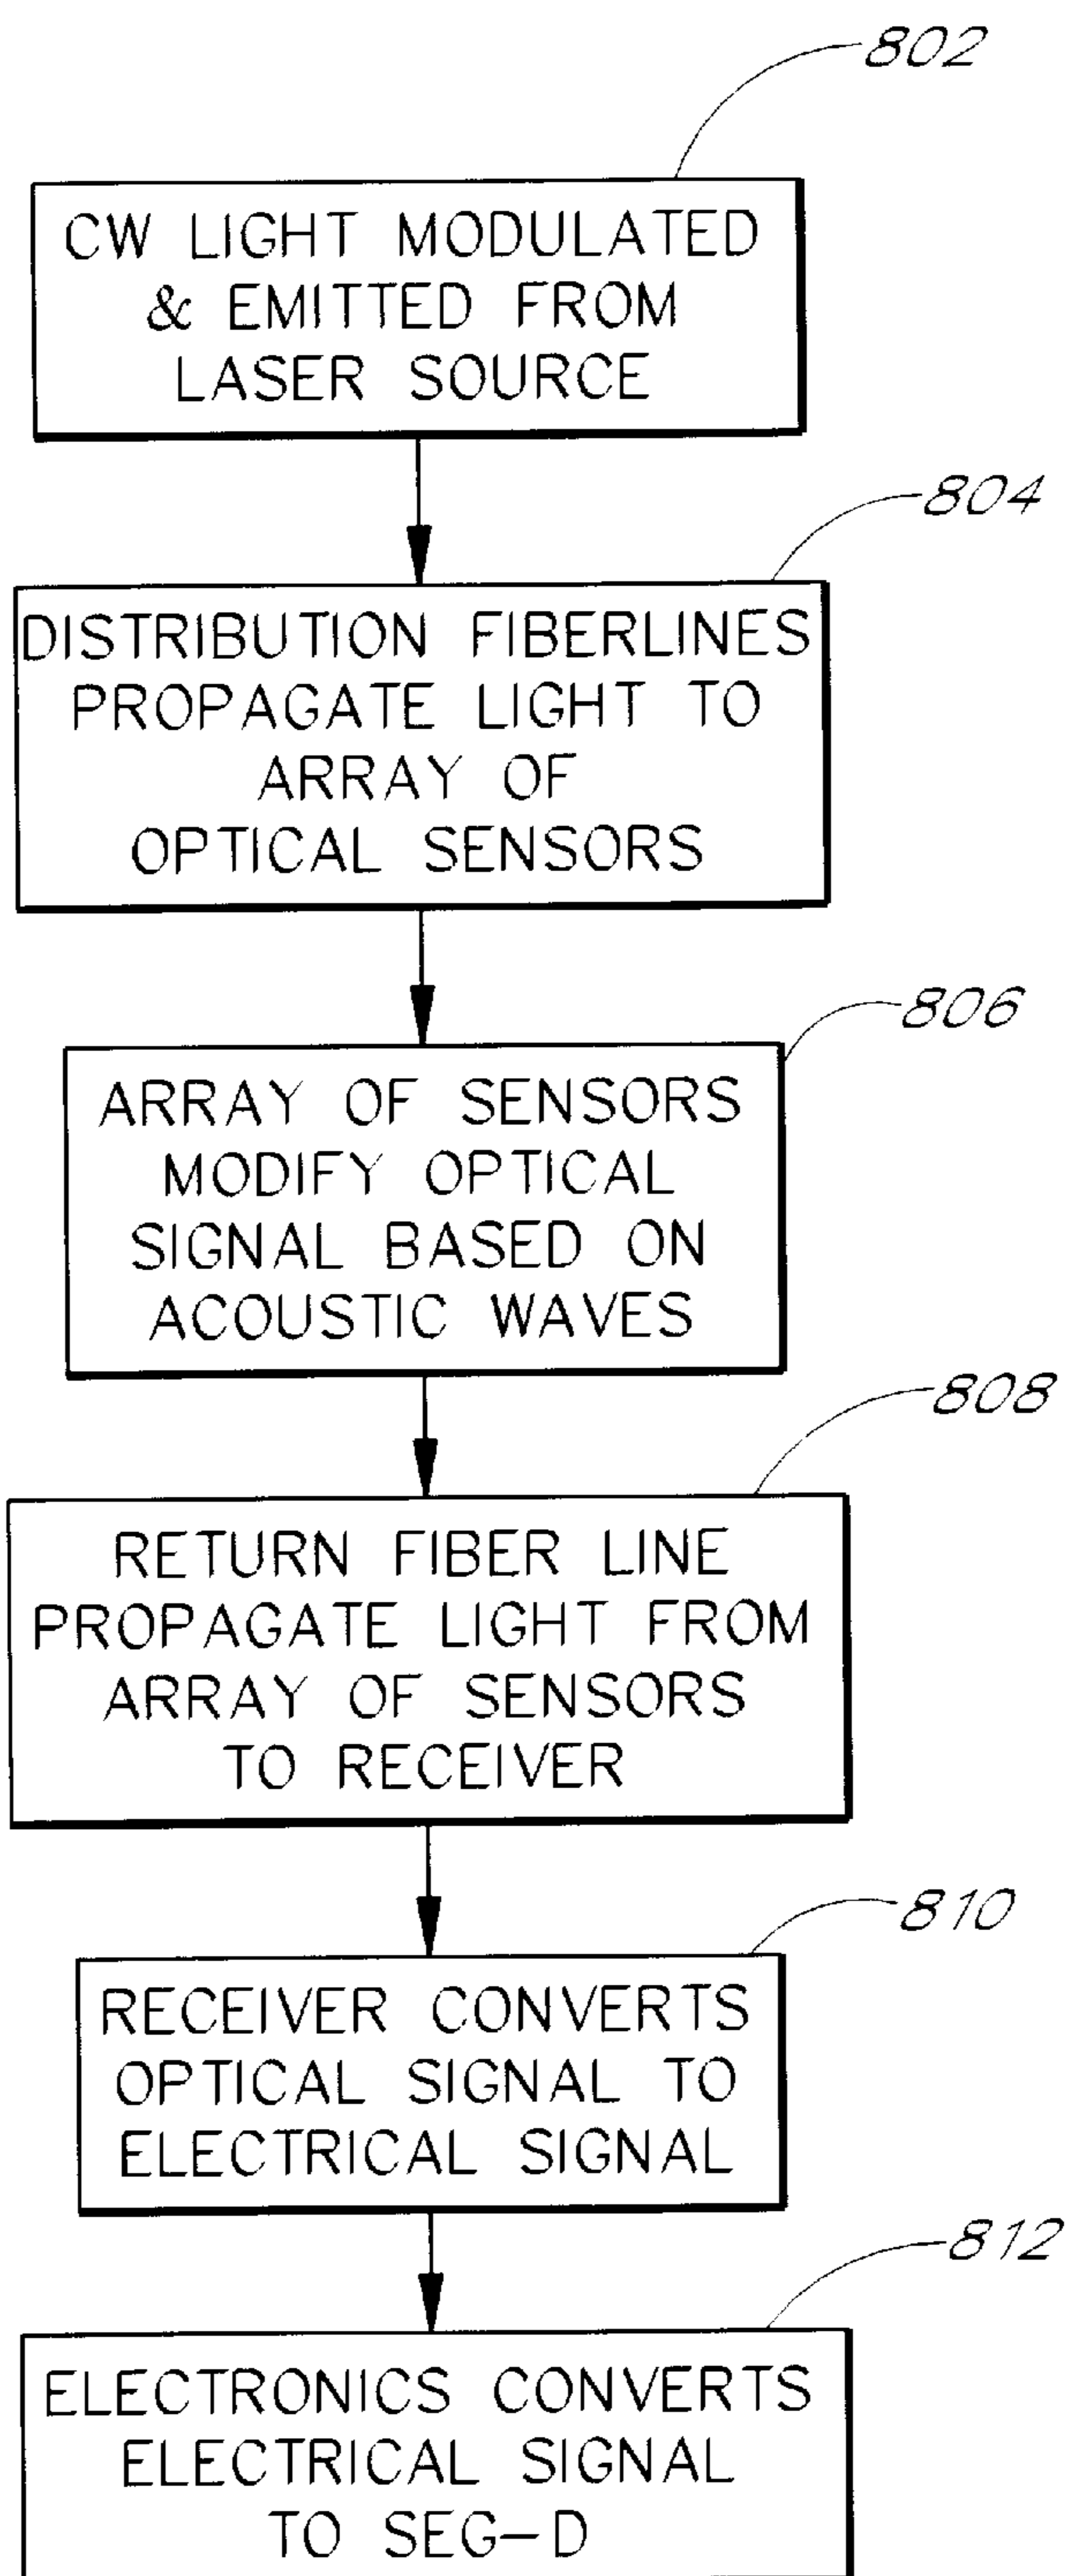 802
CW LIGHT MODULATED
& EMITTED FROM
LASER SOURCE
804
DISTRIBUTION FIBERLINES
PROPAGATE LIGHT TO
ARRAY OF
OPTICAL SENSORS
806
ARRAY OF SENSORS
MODIFY OPTICAL
SIGNAL BASED ON
ACOUSTIC WAVES
808
RETURN FIBER LINE
PROPAGATE LIGHT FROM
ARRAY OF SENSORS
TO RECEIVER
810
RECEIVER CONVERTS
OPTICAL SIGNAL TO
ELECTRICAL SIGNAL
812
ELECTRONICS CONVERTS
ELECTRICAL SIGNAL
TO SEG-D